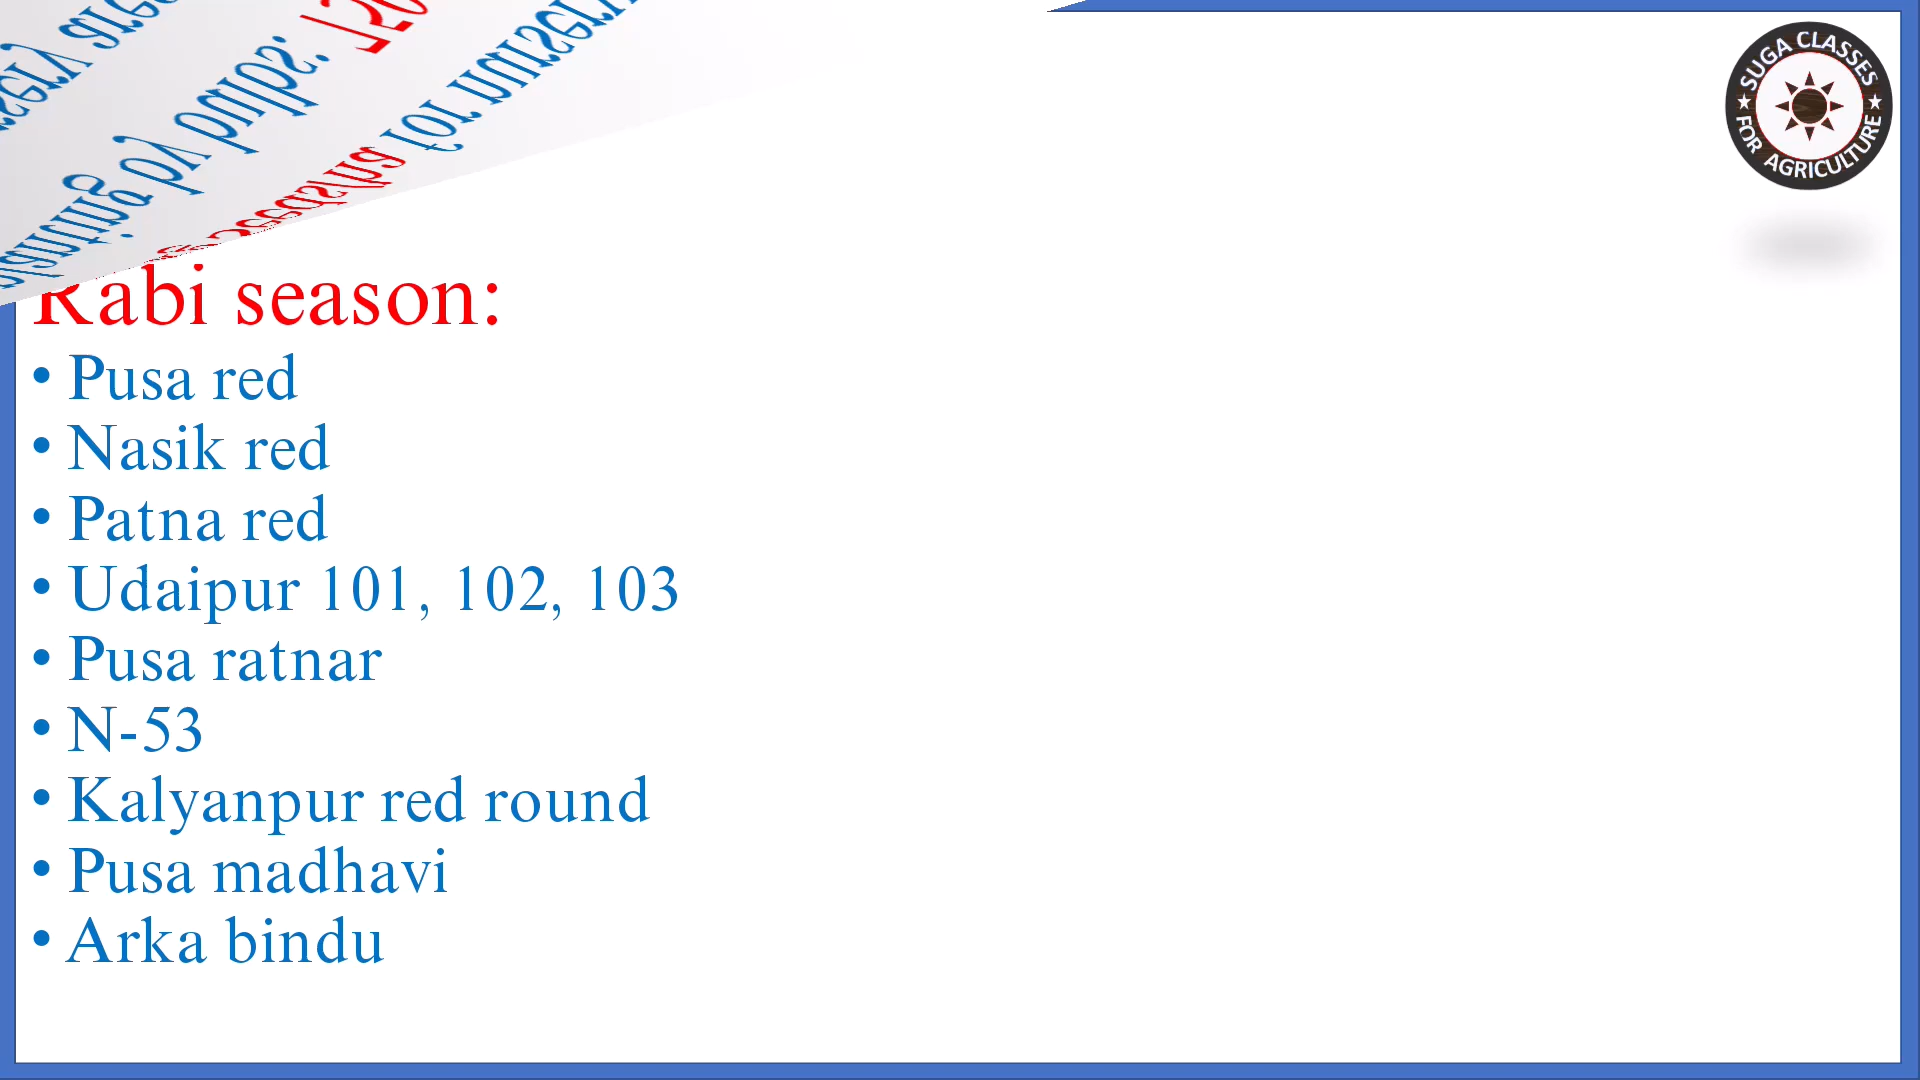 SUGA CLASSES
FOR AGRICULTURE
Rabi season:
• Pusa red
• Nasik red
• Patna red
• Udaipur 101, 102, 103
• Pusa ratnar
• N-53
• Kalyanpur red round
• Pusa madhavi
• Arka bindu